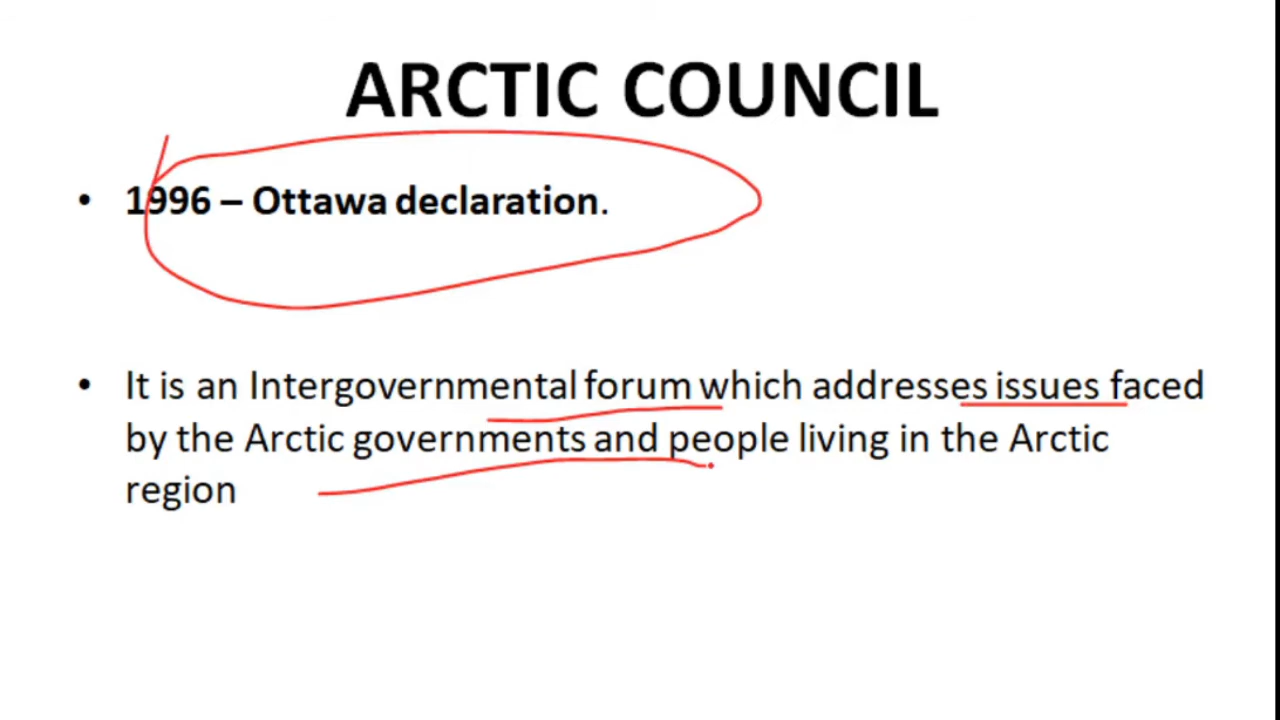 ARCTIC COUNCIL
• 1996 – Ottawa declaration.
• It is an Intergovernmental forum which addresses issues faced
by the Arctic governments and people living in the Arctic
region